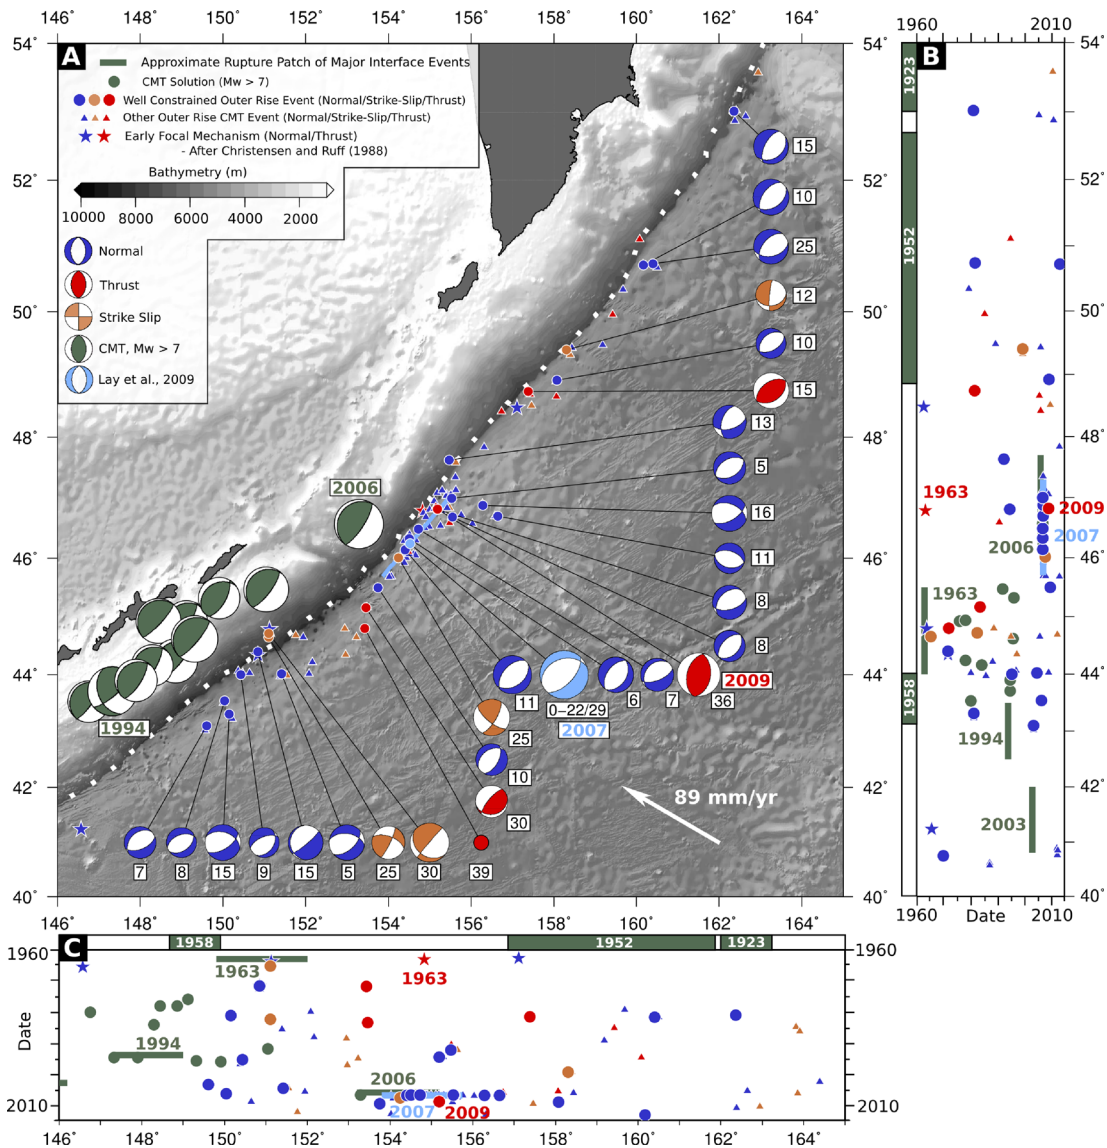 148° 150° 152° 154° 156° 158° 160° 162° 164°
1960 2010
54°
A
Approximate Rupture Patch of Major Interface Events
CMT Solution (Mw > 7)
Well Constrained Outer Rise Event (Normal/Strike-Slip/Thrust)
Other Outer Rise CMT Event (Normal/Strike-Slip/Thrust)
Early Focal Mechanism (Normal/Thrust)
- After Christensen and Ruff (1988)
Bathymetry (m)
10000 8000 6000 4000 2000
Normal
Thrust
Strike Slip
CMT, Mw > 7
Lay et al., 2009
52°
50°
48°
46°
44°
42°
40°
15
10
25
12
10
15
13
5
16
11
8
8
2006
1994
11
0−22/29
2007
6
7
36
2009
25
10
30
89 mm/yr
7 8 15 9 15 5 25 30 39
146° 148° 150° 152° 154° 156° 158° 160° 162° 164°
B
54°
52°
50°
48°
46°
44°
42°
40°
1923
1952
1958
1963
2009
2007
2006
1963
1994
2003
1960 Date 2010
C
1958 1952 1923
1960 1960
1963 1963
Date
1994
2006
2007 2009
2010 2010
146° 148° 150° 152° 154° 156° 158° 160° 162° 164°